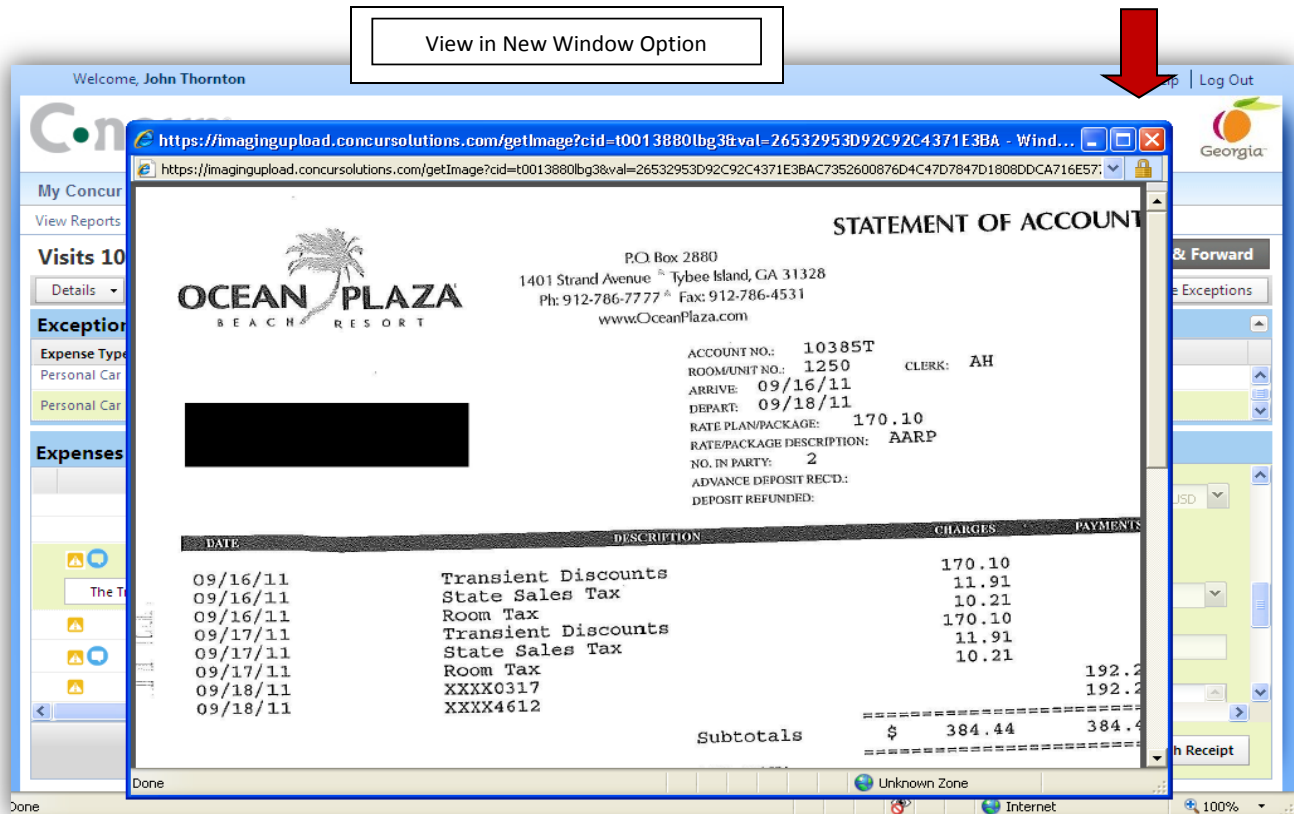 View in New Window Option
Welcome, John Thornton
Log Out
Georgia
https://imagingupload.concursolutions.com/getImage?cid=t0013880lbg3&val=26532953D92C92C4371E3BA - Wind...
https://imagingupload.concursolutions.com/getImage?cid=t0013880lbg3&val=26532953D92C92C4371E3BAC7352600876D4C47D7847D1808DDCA716E57
My Concur
View Reports
Visits 10
& Forward
Details
Exceptions
Exception
Expense Type
Personal Car
Personal Car
Expenses
USD
The Tr
h Receipt
STATEMENT OF ACCOUNT
OCEAN PLAZA
BEACH RESORT
P.O. Box 2880
1401 Strand Avenue Tybee Island, GA 31328
Ph: 912-786-7777 Fax: 912-786-4531
www.OceanPlaza.com
ACCOUNT NO.: 10385T
ROOM/UNIT NO.: 1250 CLERK: AH
ARRIVE: 09/16/11
DEPART: 09/18/11
RATE PLAN/PACKAGE: 170.10
RATE/PACKAGE DESCRIPTION: AARP
NO. IN PARTY: 2
ADVANCE DEPOSIT REC'D.:
DEPOSIT REFUNDED:
DATE DESCRIPTION CHARGES PAYMENTS
09/16/11 Transient Discounts 170.10
09/16/11 State Sales Tax 11.91
09/16/11 Room Tax 10.21
09/17/11 Transient Discounts 170.10
09/17/11 State Sales Tax 11.91
09/17/11 Room Tax 10.21
09/18/11 XXXX0317 192.2
09/18/11 XXXX4612 192.2
Subtotals $ 384.44 384.4
Done
Unknown Zone
Done
Internet
100%